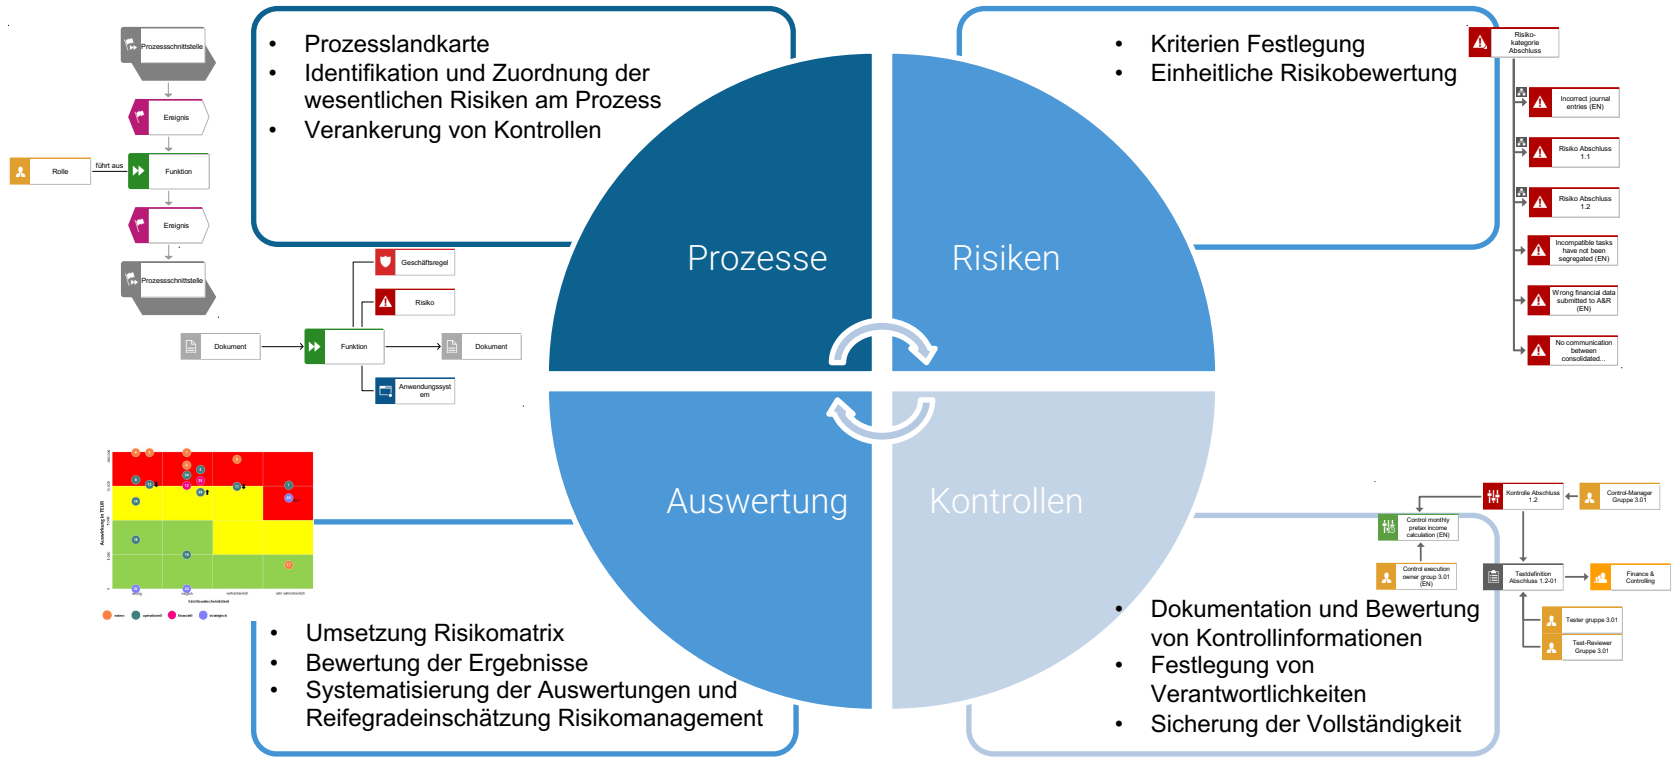 Prozessschnittstelle
Ereignis
Rolle
führt aus
Funktion
Ereignis
Prozessschnittstelle
• Prozesslandkarte
• Identifikation und Zuordnung der
wesentlichen Risiken am Prozess
• Verankerung von Kontrollen
Geschäftsregel
Risiko
Dokument
Funktion
Dokument
Anwendungssyst
em
Prozesse
Risiken
Auswertung
Kontrollen
• Kriterien Festlegung
• Einheitliche Risikobewertung
Risiko-
kategorie
Abschluss
Incorrect journal
entries (EN)
Risiko Abschluss
1.1
Risiko Abschluss
1.2
Incompatible tasks
have not been
segregated (EN)
Wrong financial data
submitted to A&R
(EN)
No communication
between
consolidated...
Auswirkung in TEUR
• Umsetzung Risikomatrix
• Bewertung der Ergebnisse
• Systematisierung der Auswertungen und
Reifegradeinschätzung Risikomanagement
Kontrolle Abschluss
1.2
Control-Manager
Gruppe 3.01
Control monthly
pretax income
calculation (EN)
Control execution
owner group 3.01
(EN)
Testdefinition
Abschluss 1.2-01
Finance &
Controlling
Tester gruppe 3.01
Test-Reviewer
Gruppe 3.01
• Dokumentation und Bewertung
von Kontrollinformationen
• Festlegung von
Verantwortlichkeiten
• Sicherung der Vollständigkeit